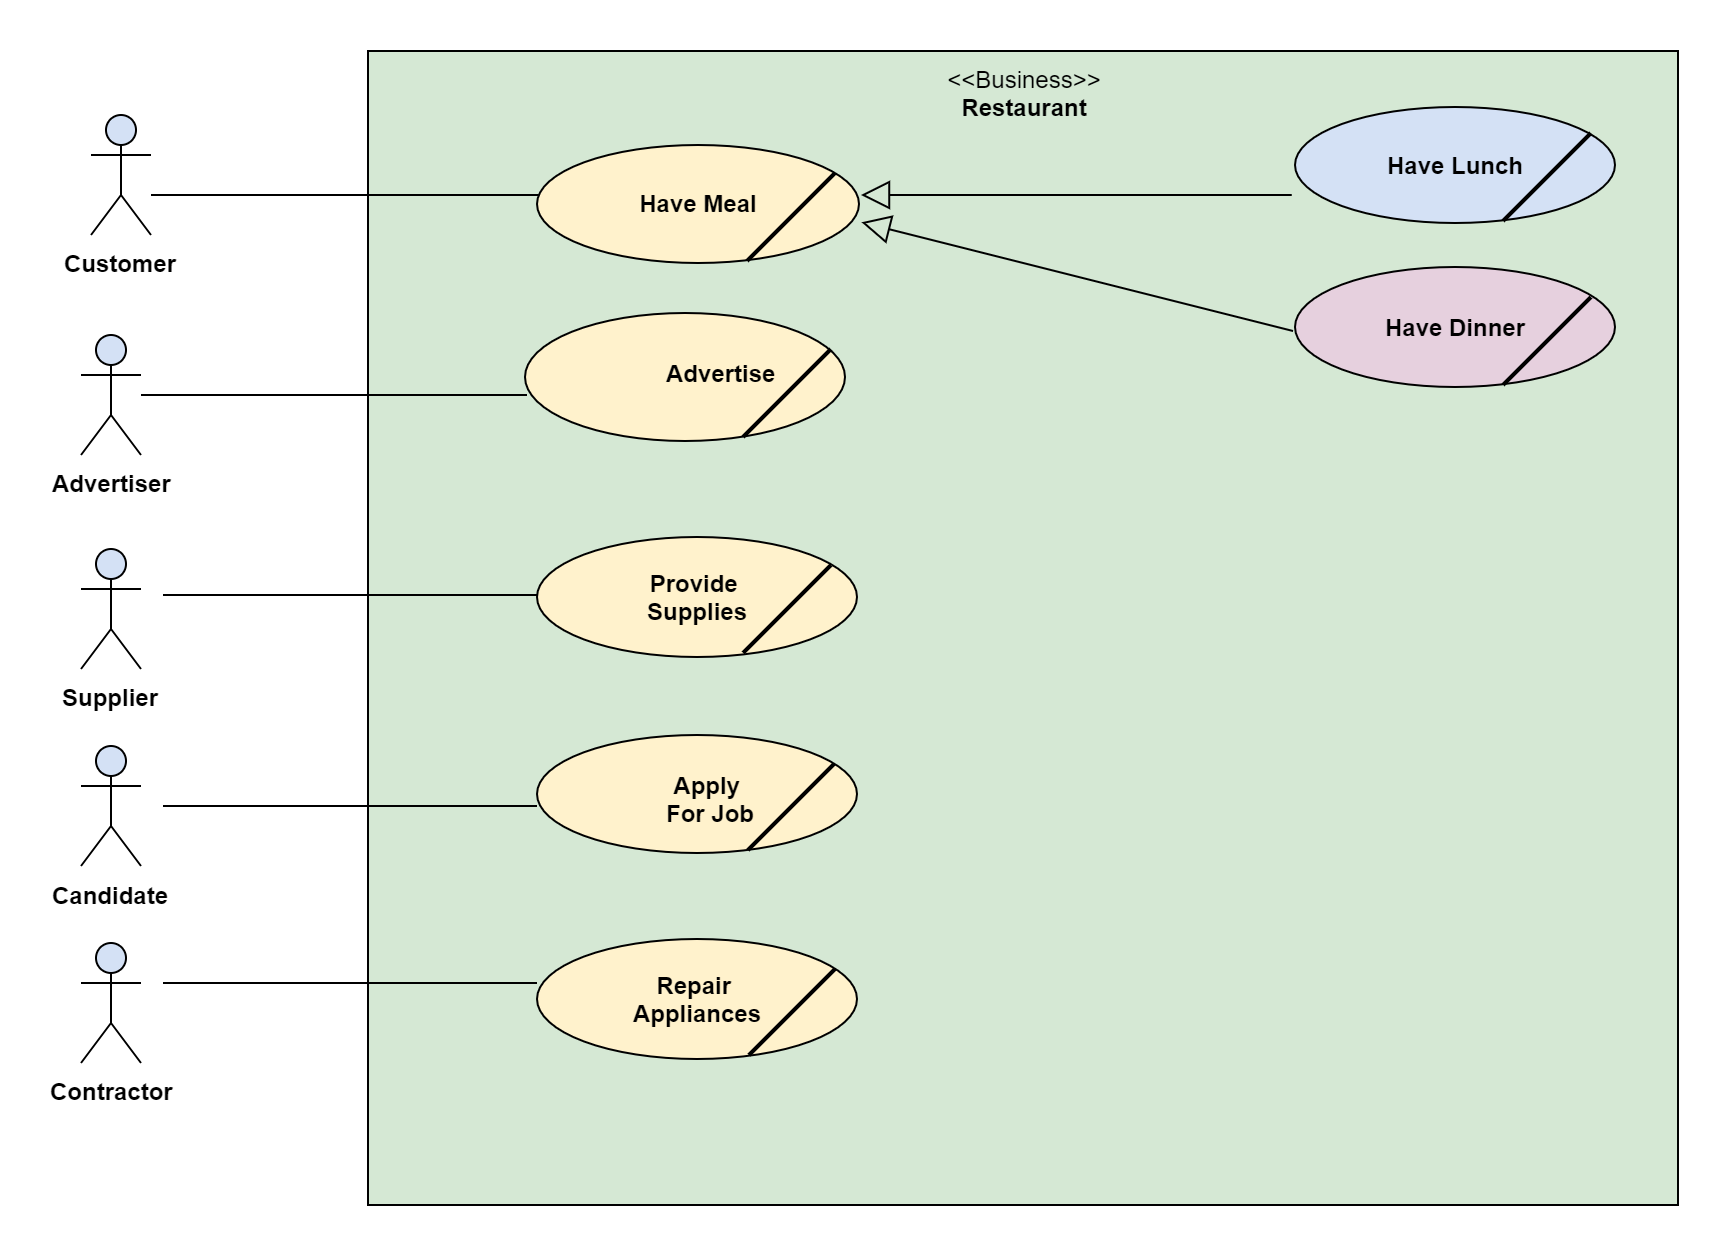 <<Business>>
Restaurant
Have Lunch
Have Meal
Customer
Have Dinner
Advertise
Advertiser
Provide
Supplies
Supplier
Apply
For Job
Candidate
Repair
Appliances
Contractor